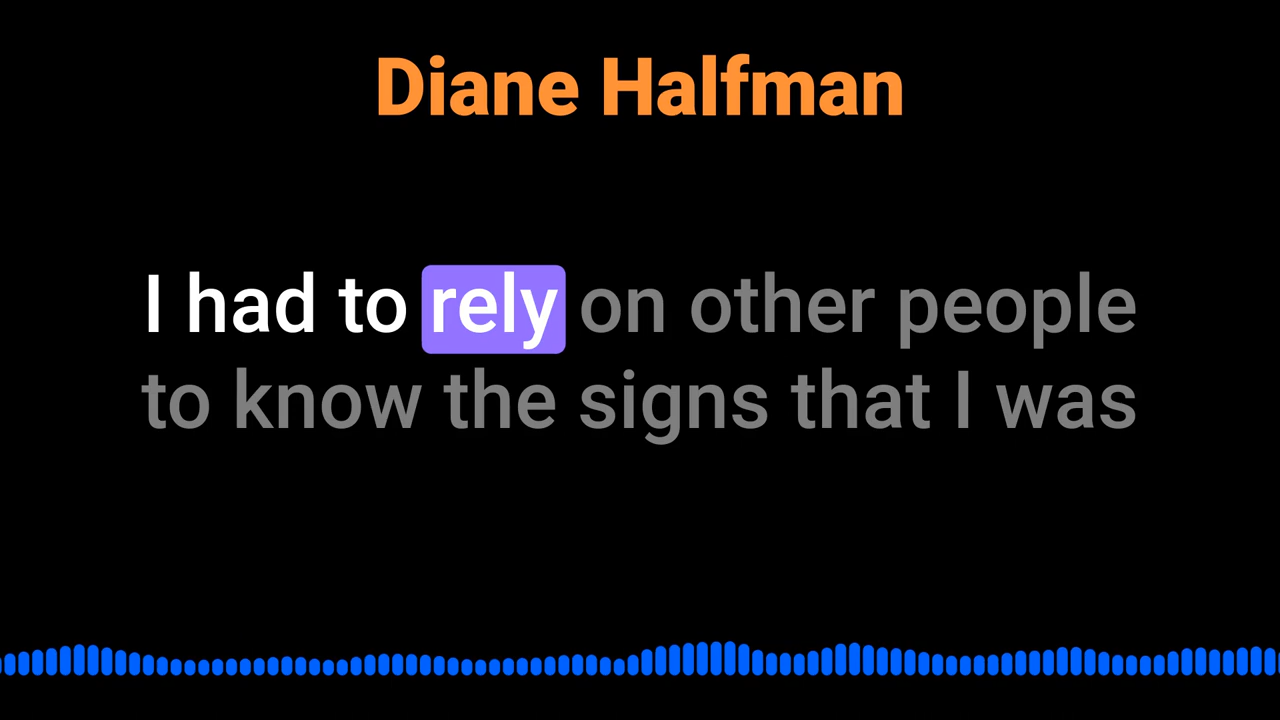 Diane Halfman
I had to rely on other people
to know the signs that I was